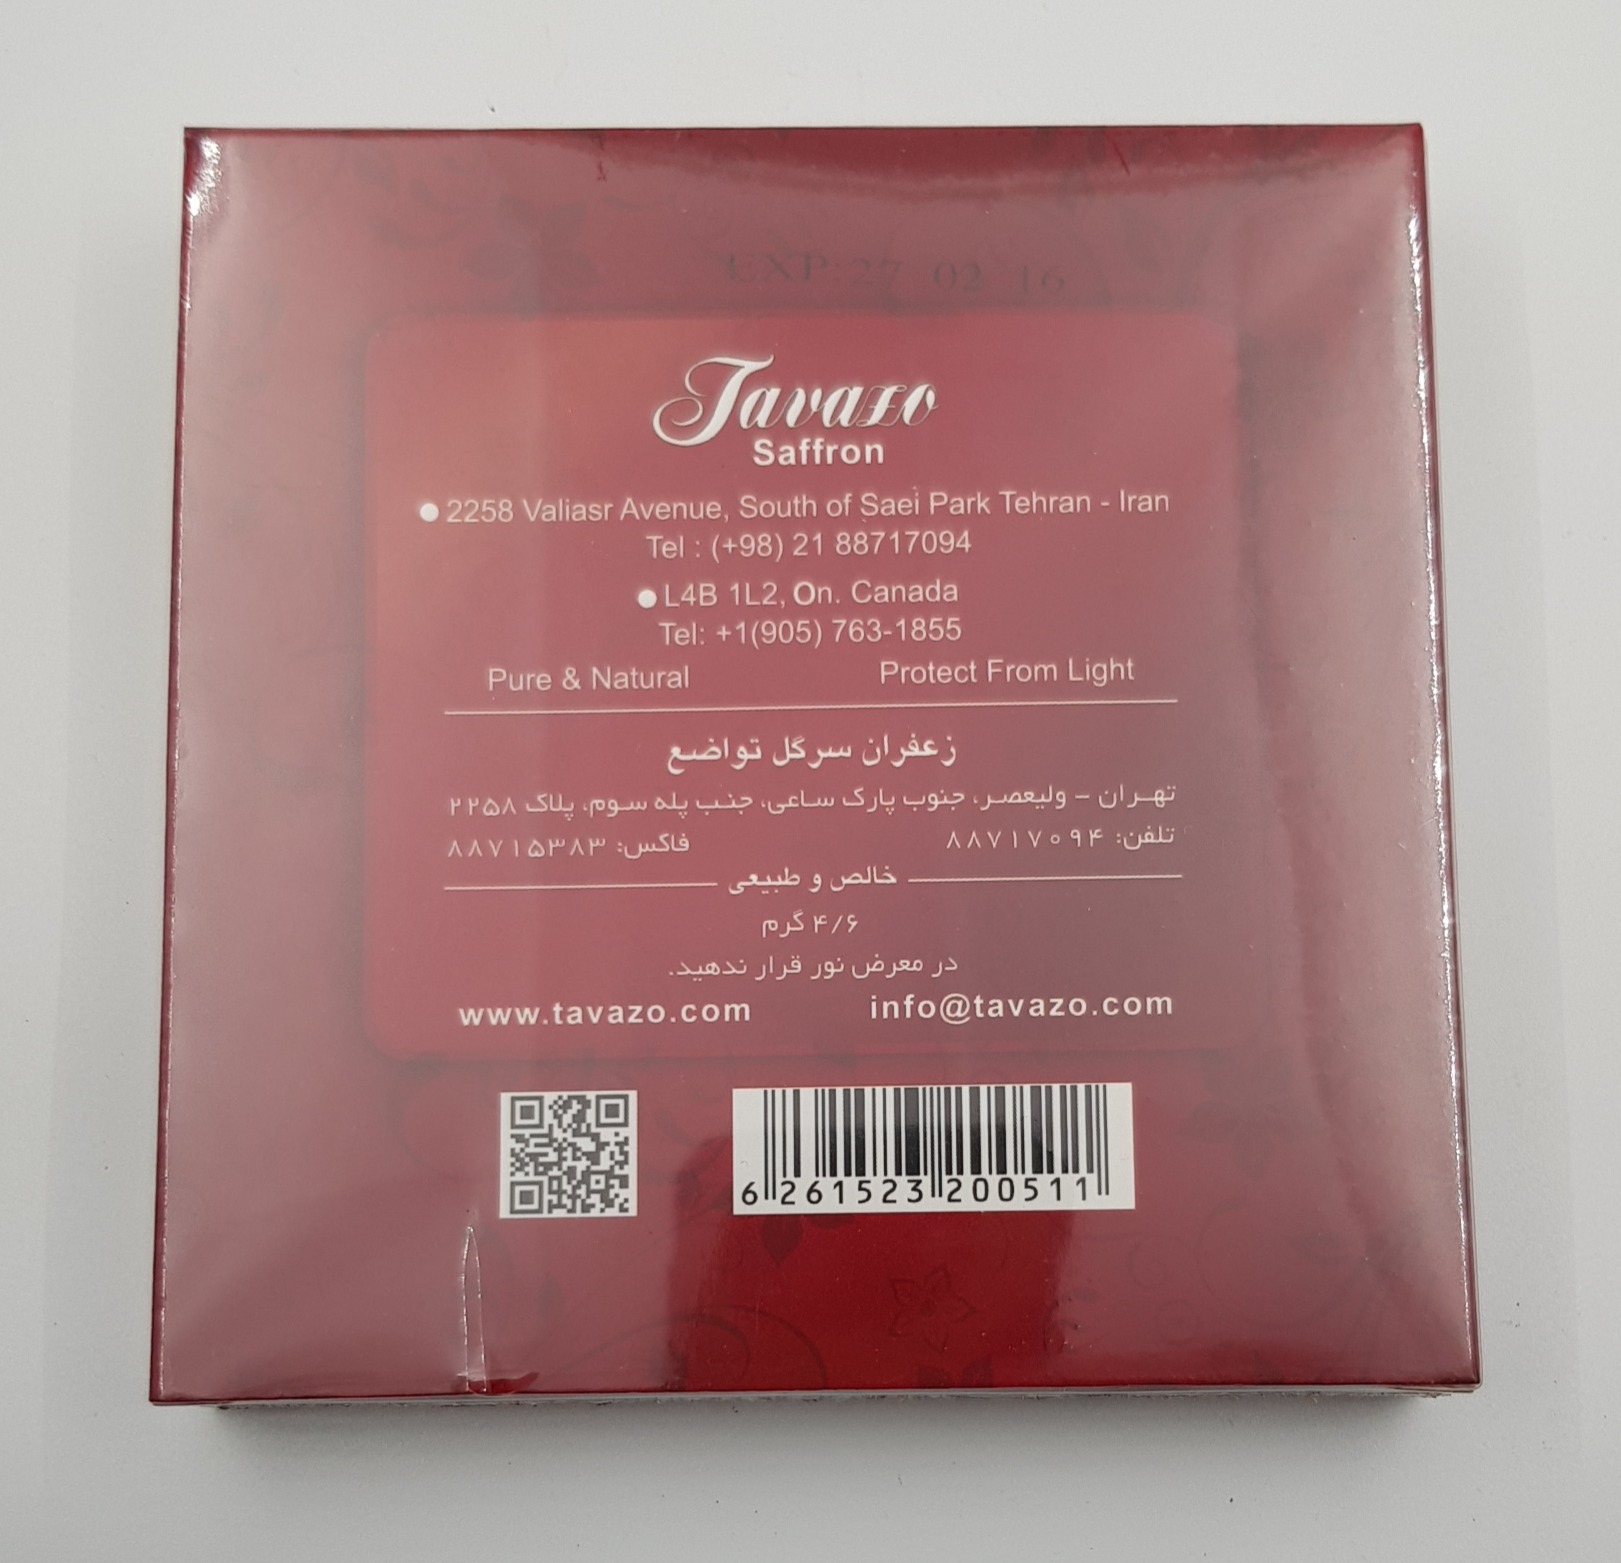 EXP:27 02 16
Tavazo
Saffron
● 2258 Valiasr Avenue, South of Saei Park Tehran - Iran
Tel : (+98) 21 88717094
● L4B 1L2, On. Canada
Tel: +1(905) 763-1855
Pure & Natural Protect From Light
زعفران سرگل تواضع
تهران - ولیعصر، جنوب پارک ساعی، جنب پله سوم، پلاک ۲۲۵۸
تلفن: ۸۸۷۱۷۰۹۴ فاکس: ۸۸۷۱۵۳۸۳
خالص و طبیعی
۴/۶ گرم
در معرض نور قرار ندهید.
www.tavazo.com info@tavazo.com
6 261523 200511